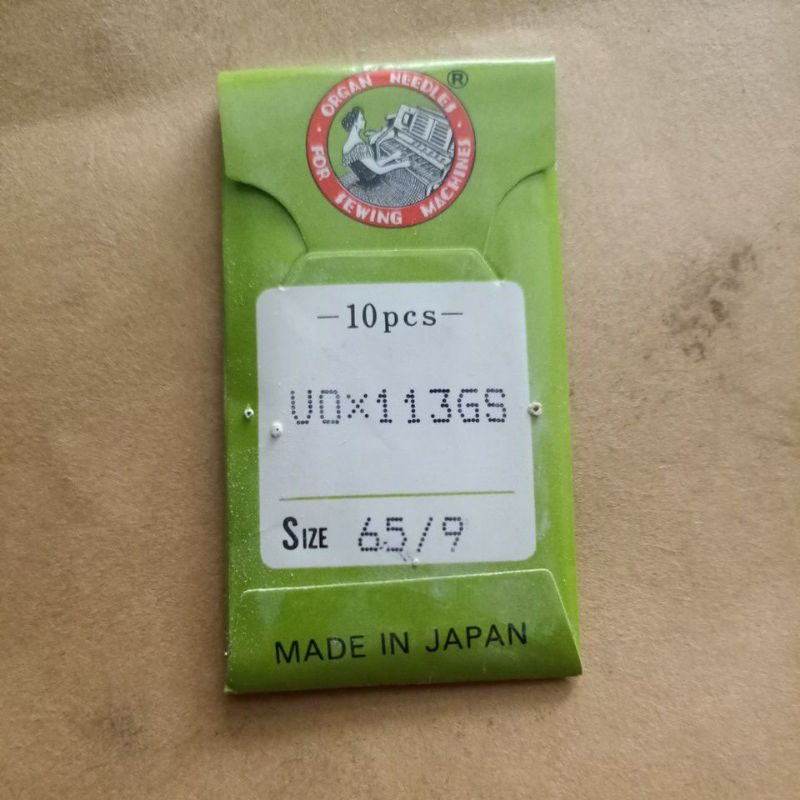 ORGAN NEEDLES ®
FOR SEWING MACHINES
-10pcs-
UO×113GS
SIZE 65/9
MADE IN JAPAN